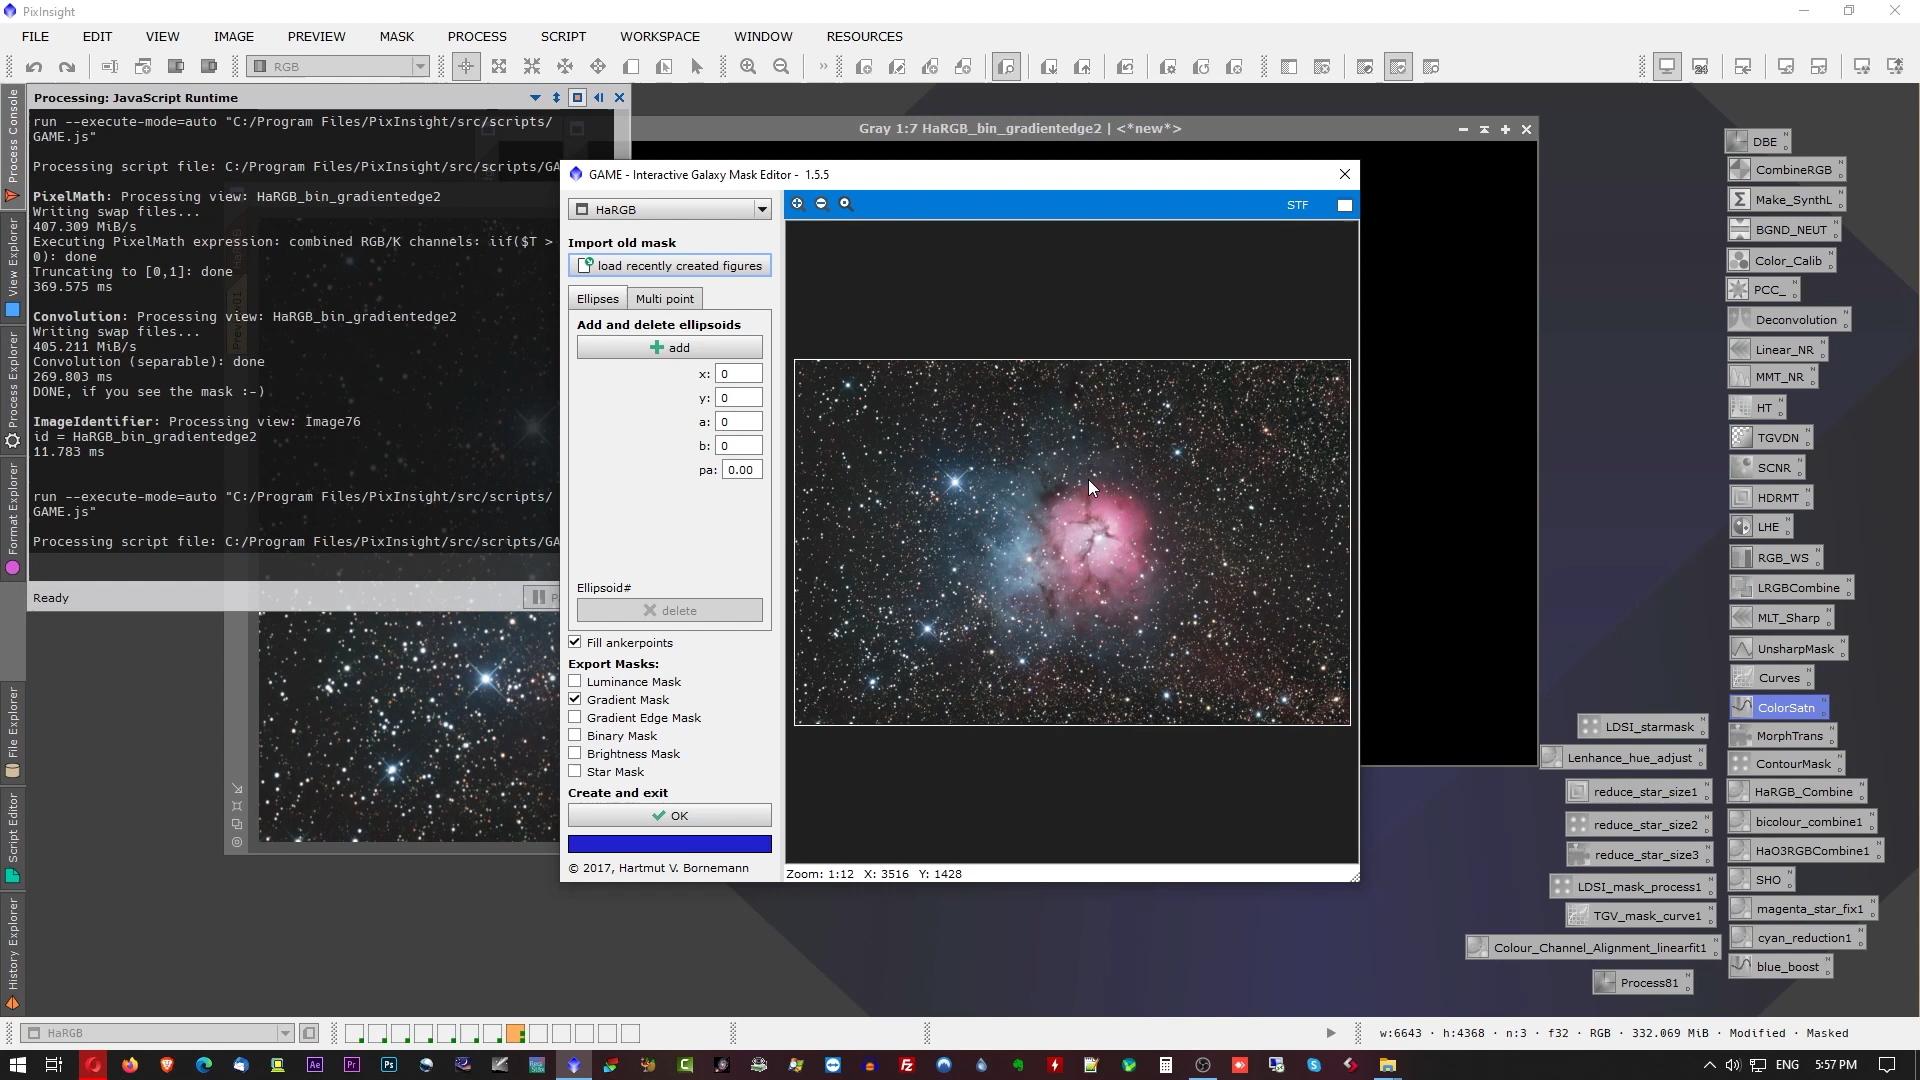 PixInsight
FILE EDIT VIEW IMAGE PREVIEW MASK PROCESS SCRIPT WORKSPACE WINDOW RESOURCES
RGB
Processing: JavaScript Runtime
run --execute-mode=auto "C:/Program Files/PixInsight/src/scripts/
GAME.js"
Processing script file: C:/Program Files/PixInsight/src/scripts/GA
PixelMath: Processing view: HaRGB_bin_gradientedge2
Writing swap files...
407.309 MiB/s
Executing PixelMath expression: combined RGB/K channels: iif($T >
0): done
Truncating to [0,1]: done
369.575 ms
Convolution: Processing view: HaRGB_bin_gradientedge2
Writing swap files...
405.211 MiB/s
Convolution (separable): done
269.803 ms
DONE, if you see the mask :-)
ImageIdentifier: Processing view: Image76
id = HaRGB_bin_gradientedge2
11.783 ms
run --execute-mode=auto "C:/Program Files/PixInsight/src/scripts/
GAME.js"
Processing script file: C:/Program Files/PixInsight/src/scripts/GA
Ready
Process Console
View Explorer
Process Explorer
Format Explorer
File Explorer
Script Editor
History Explorer
Preview01
Gray 1:7 HaRGB_bin_gradientedge2 | <*new*>
GAME - Interactive Galaxy Mask Editor - 1.5.5
HaRGB
STF
Import old mask
load recently created figures
Ellipses Multi point
Add and delete ellipsoids
add
x: 0
y: 0
a: 0
b: 0
pa: 0.00
Ellipsoid#
delete
Fill ankerpoints
Export Masks:
Luminance Mask
Gradient Mask
Gradient Edge Mask
Binary Mask
Brightness Mask
Star Mask
Create and exit
OK
© 2017, Hartmut V. Bornemann
Zoom: 1:12 X: 3516 Y: 1428
DBE
CombineRGB
Make_SynthL
BGND_NEUT
Color_Calib
PCC_
Deconvolution
Linear_NR
MMT_NR
HT
TGVDN
SCNR
HDRMT
LHE
RGB_WS
LRGBCombine
MLT_Sharp
UnsharpMask
Curves
ColorSatn
MorphTrans
ContourMask
HaRGB_Combine
bicolour_combine1
HaO3RGBCombine1
SHO
magenta_star_fix1
cyan_reduction1
blue_boost
LDSI_starmask
Lenhance_hue_adjust
reduce_star_size1
reduce_star_size2
reduce_star_size3
LDSI_mask_process1
TGV_mask_curve1
Colour_Channel_Alignment_linearfit1
Process81
HaRGB
w:6643 · h:4368 · n:3 · f32 · RGB · 332.069 MiB · Modified · Masked
ENG 5:57 PM